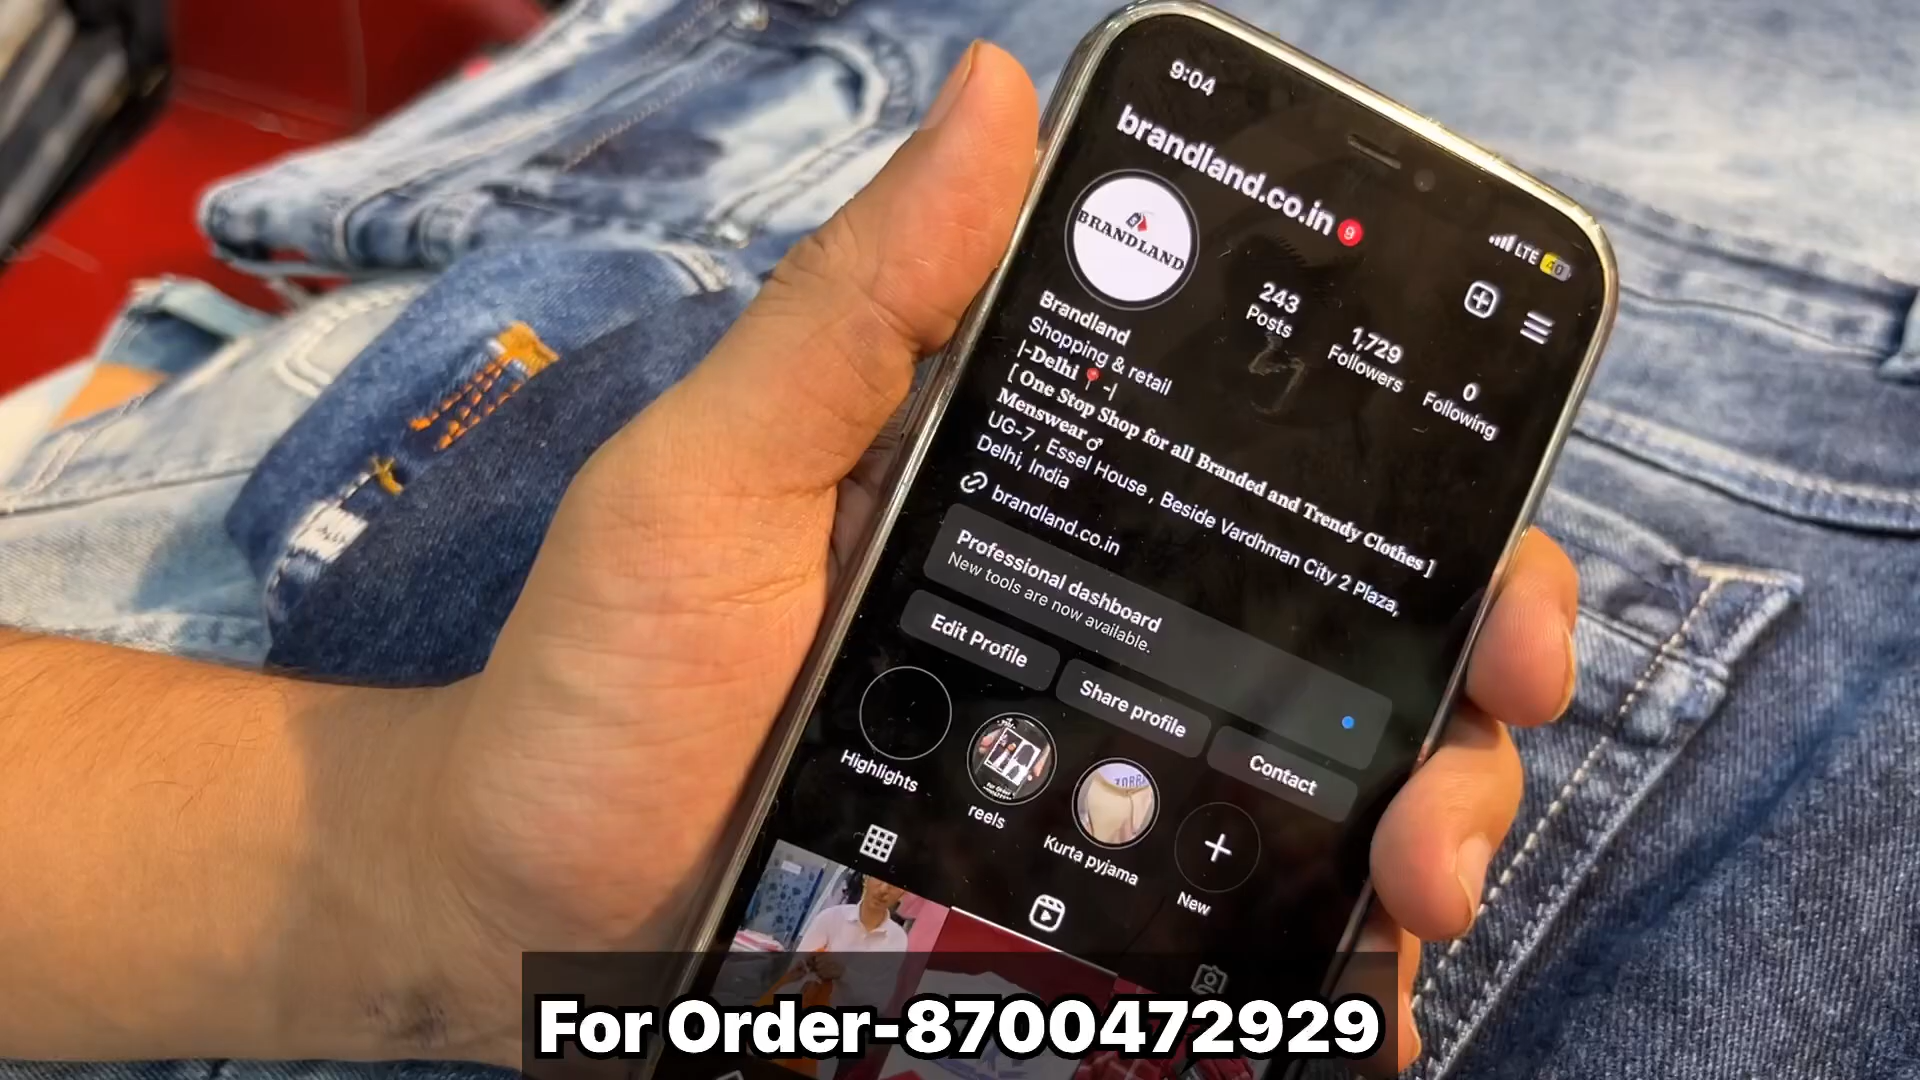 9:04
LTE 40
brandland.co.in 9
BRANDLAND
243
Posts
1,729
Followers
0
Following
Brandland
Shopping & retail
|-Delhi📍-|
[ One Stop Shop for all Branded and Trendy Clothes ]
Menswear♂
UG-7 , Essel House , Beside Vardhman City 2 Plaza,
Delhi, India
brandland.co.in
Professional dashboard
New tools are now available.
Edit Profile
Share profile
Contact
Highlights
reels
Kurta pyjama
New
For Order-8700472929